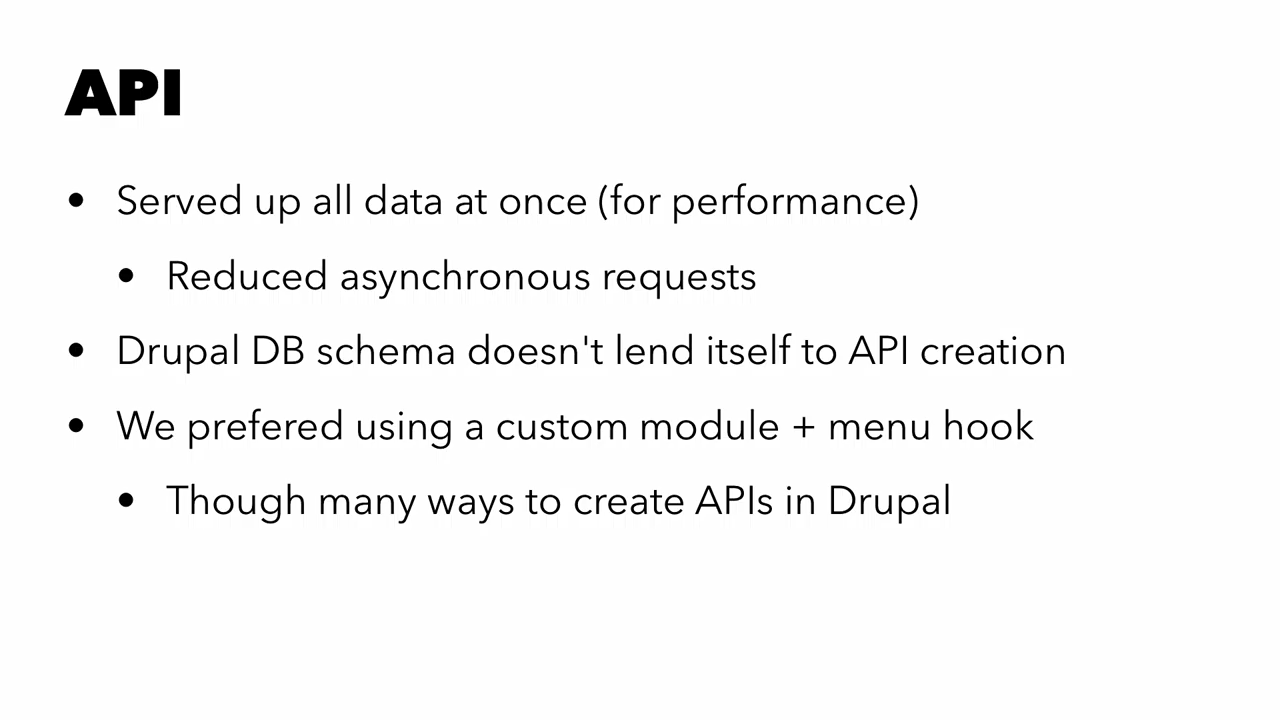 API
• Served up all data at once (for performance)
• Reduced asynchronous requests
• Drupal DB schema doesn't lend itself to API creation
• We prefered using a custom module + menu hook
• Though many ways to create APIs in Drupal